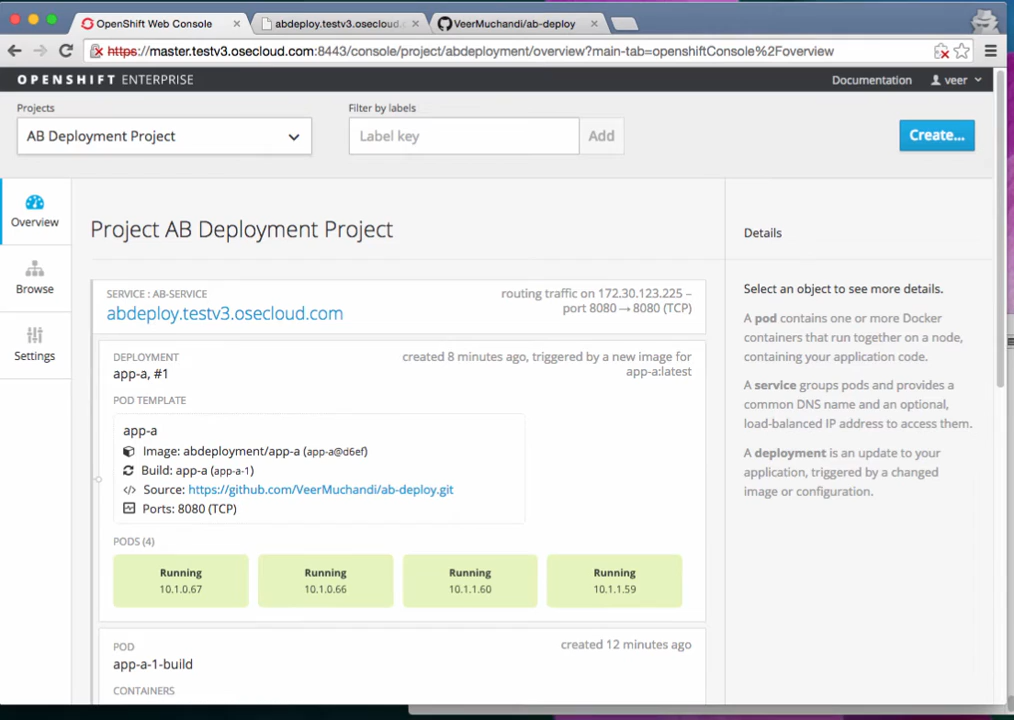 OpenShift Web Console
abdeploy.testv3.osecloud.
VeerMuchandi/ab-deploy
https://master.testv3.osecloud.com:8443/console/project/abdeployment/overview?main-tab=openshiftConsole%2Foverview
OPENSHIFT ENTERPRISE
Documentation
veer
Projects
Filter by labels
AB Deployment Project
Label key
Add
Create...
Overview
Browse
Settings
Project AB Deployment Project
SERVICE : AB-SERVICE
abdeploy.testv3.osecloud.com
routing traffic on 172.30.123.225 –
port 8080 → 8080 (TCP)
DEPLOYMENT
app-a, #1
created 8 minutes ago, triggered by a new image for
app-a:latest
POD TEMPLATE
app-a
Image: abdeployment/app-a (app-a@d6ef)
Build: app-a (app-a-1)
</> Source: https://github.com/VeerMuchandi/ab-deploy.git
Ports: 8080 (TCP)
PODS (4)
Running
10.1.0.67
Running
10.1.0.66
Running
10.1.1.60
Running
10.1.1.59
POD
app-a-1-build
created 12 minutes ago
CONTAINERS
Details
Select an object to see more details.
A pod contains one or more Docker
containers that run together on a node,
containing your application code.
A service groups pods and provides a
common DNS name and an optional,
load-balanced IP address to access them.
A deployment is an update to your
application, triggered by a changed
image or configuration.